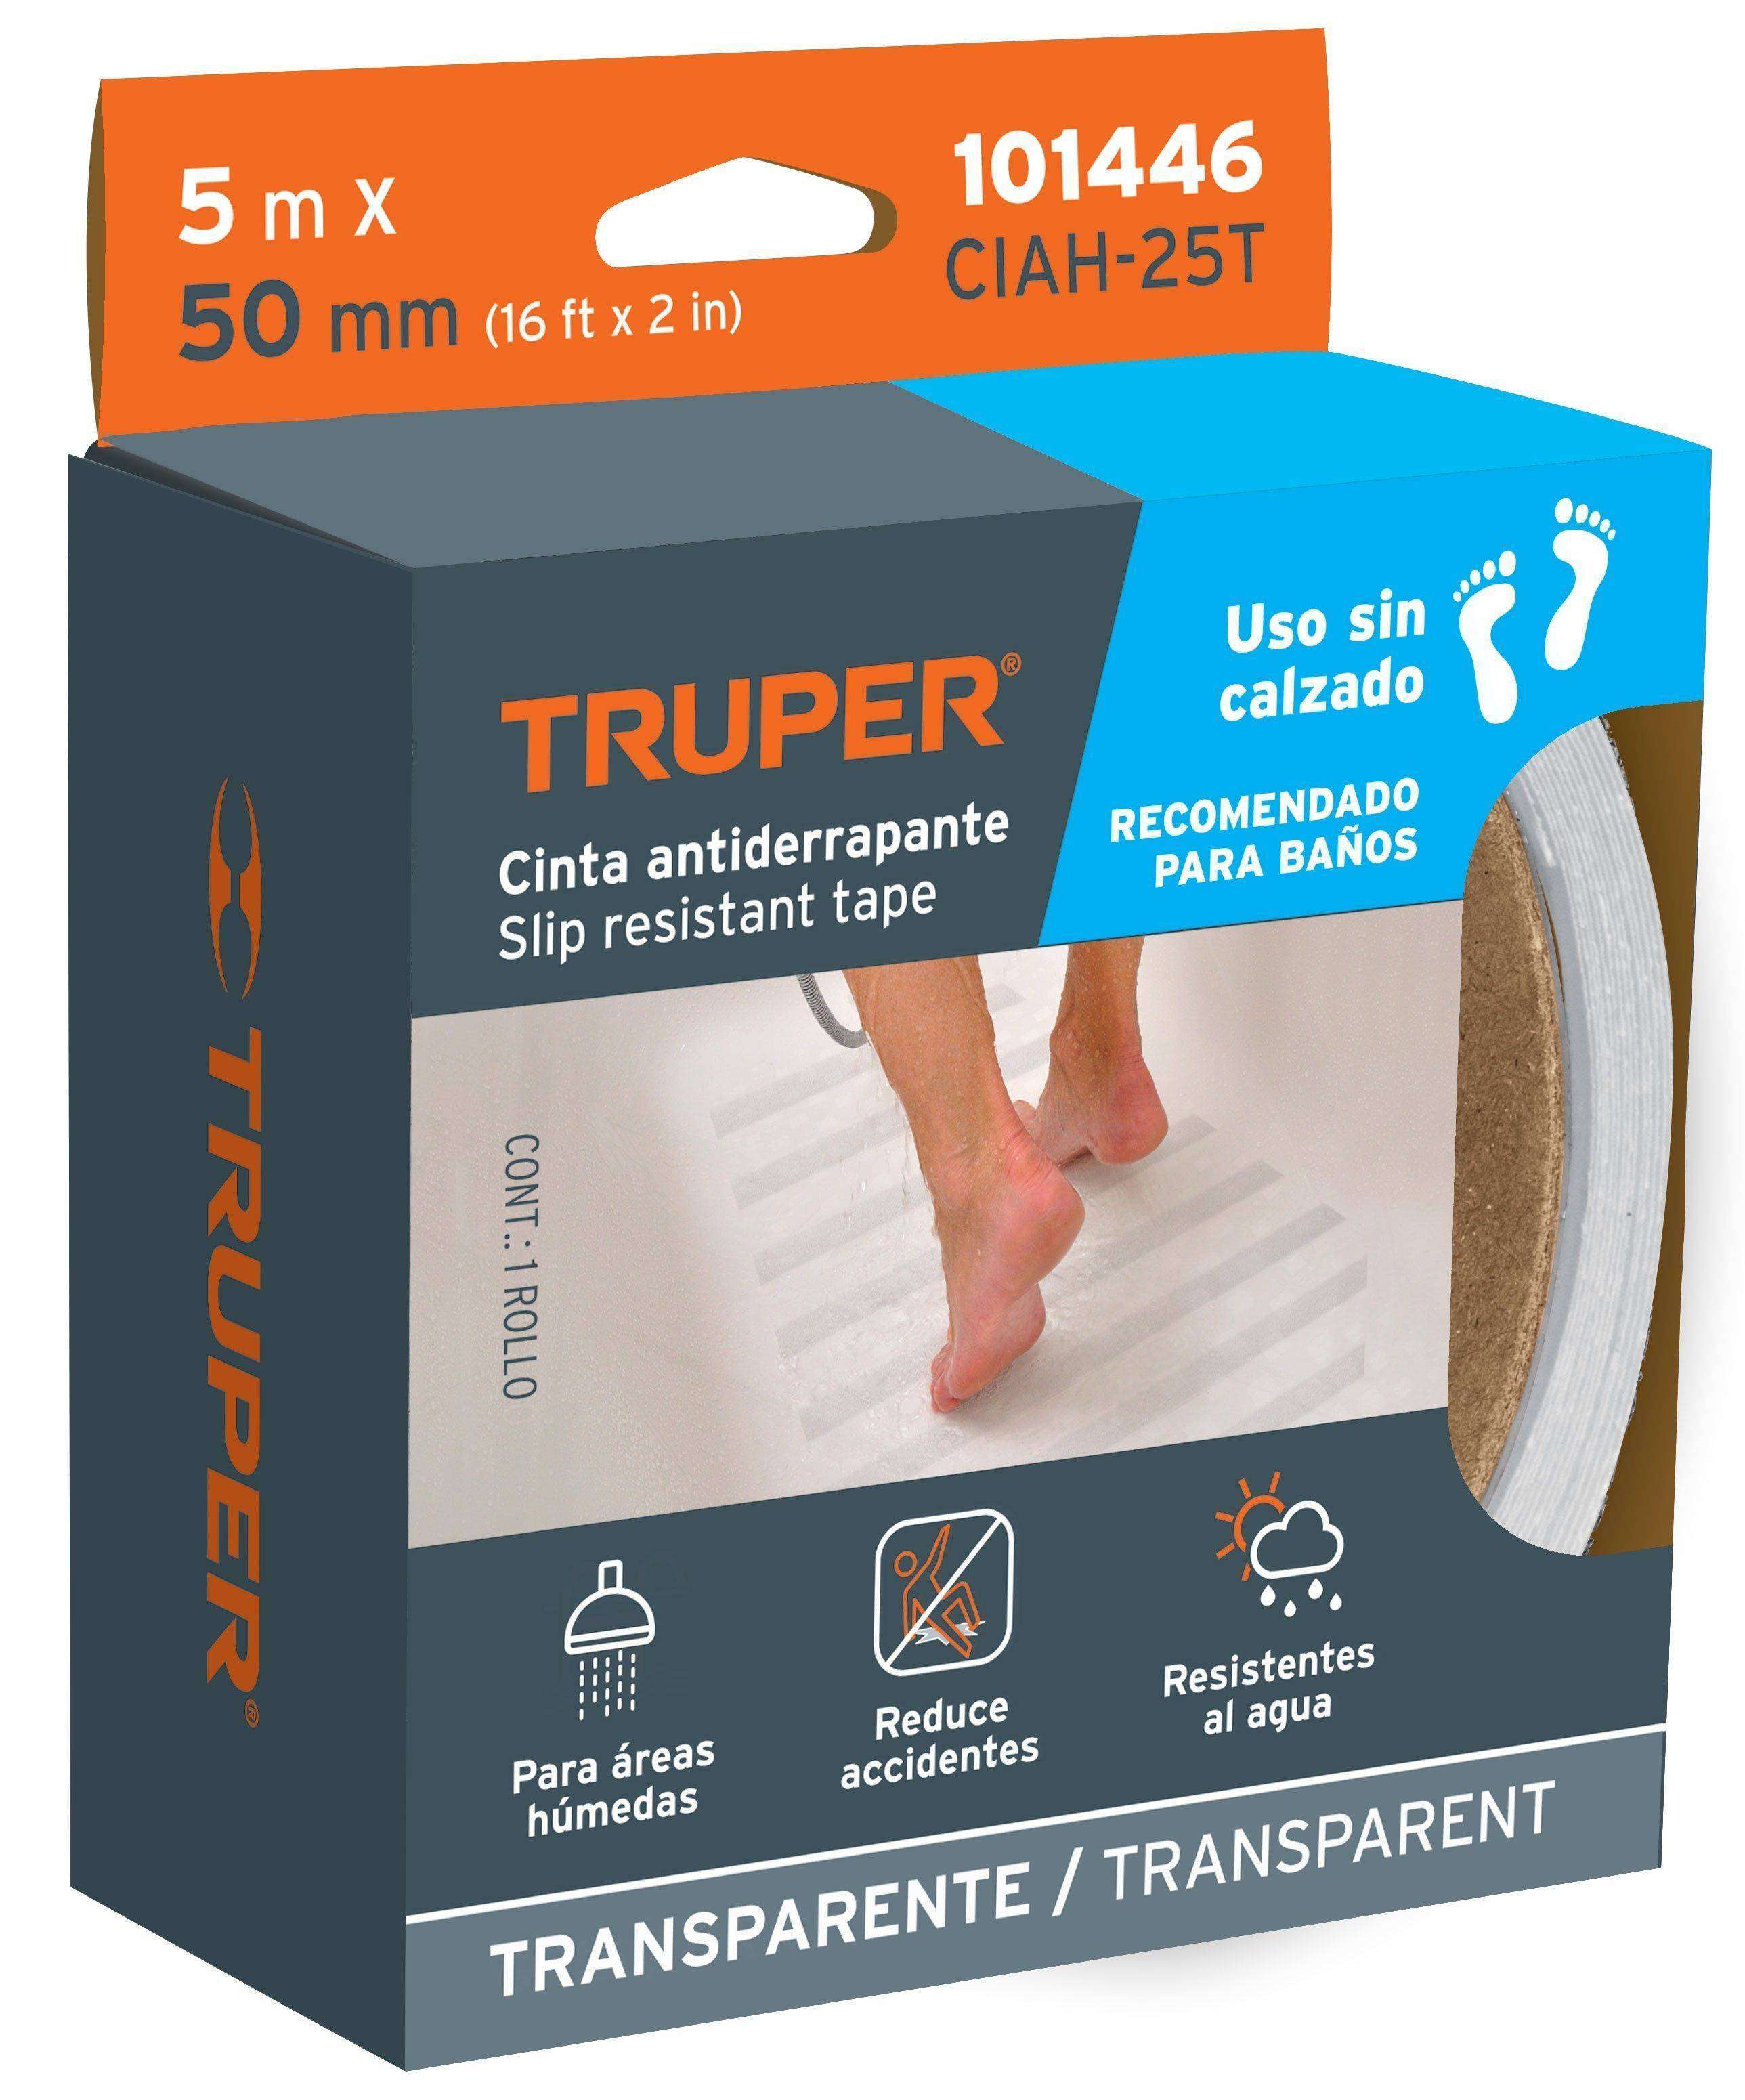 5 m X
50 mm (16 ft x 2 in)
101446
CIAH-25T
TRUPER®
Cinta antiderrapante
Slip resistant tape
Uso sin
calzado
RECOMENDADO
PARA BAÑOS
CONT.: 1 ROLLO
Para áreas
húmedas
Reduce
accidentes
Resistentes
al agua
TRANSPARENTE / TRANSPARENT
TRUPER®